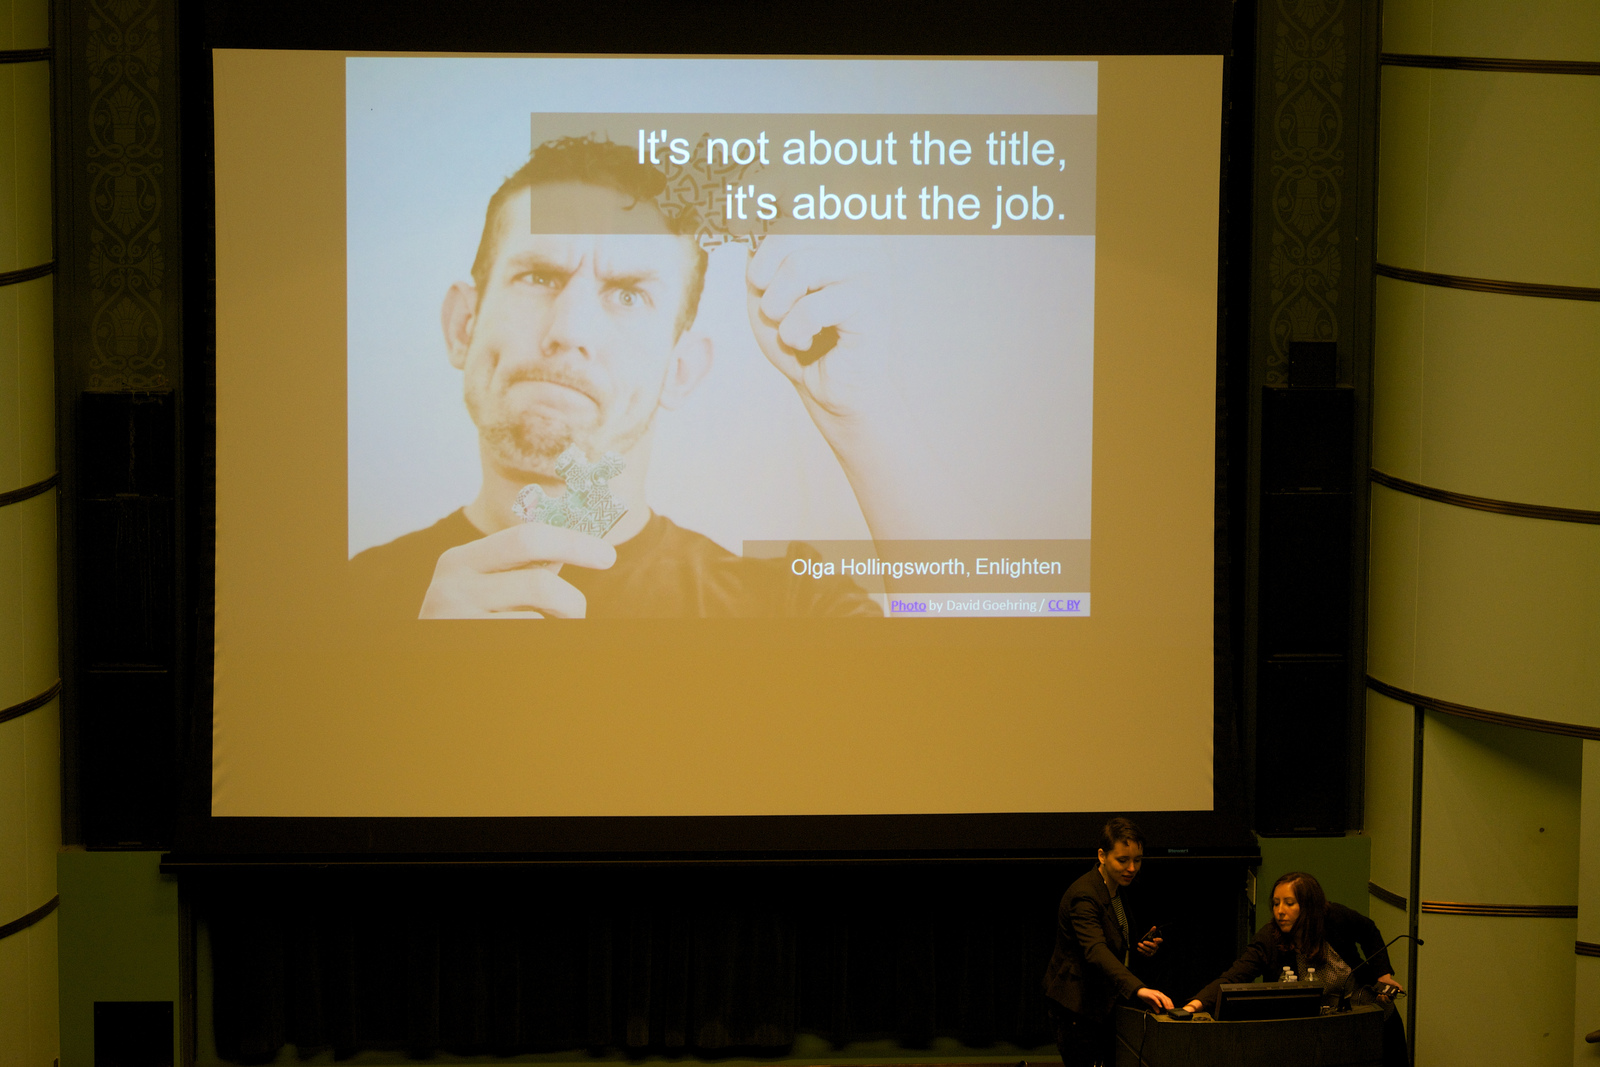 It's not about the title,
it's about the job.
Olga Hollingsworth, Enlighten
Photo by David Goehring / CC BY